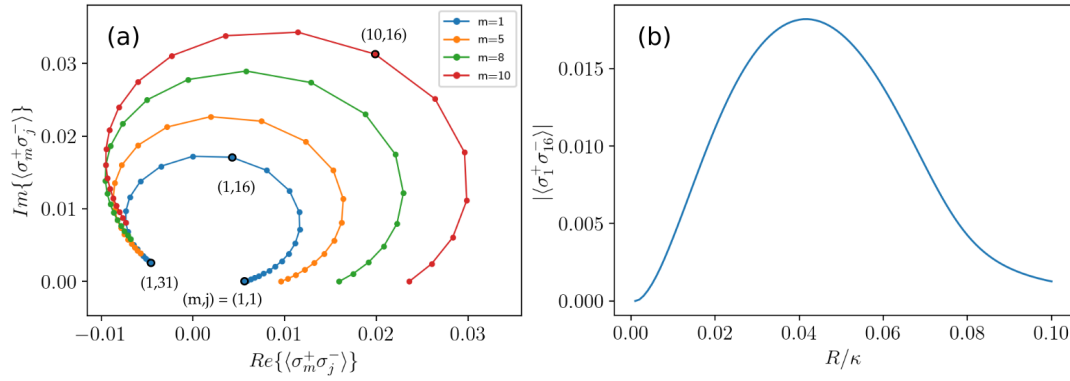 (a)
(10,16)
m=1
m=5
m=8
m=10
(1,16)
(1,31)
(m,j) = (1,1)
0.03
0.02
0.01
0.00
Im{⟨σ_m^+σ_j^-⟩}
−0.01 0.00 0.01 0.02 0.03
Re{⟨σ_m^+σ_j^-⟩}
(b)
0.015
0.010
0.005
0.000
|⟨σ_1^+σ_16^-⟩|
0.00 0.02 0.04 0.06 0.08 0.10
R/κ